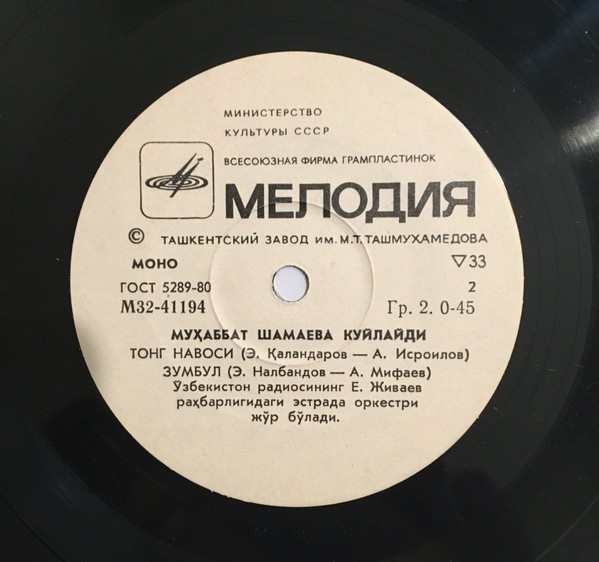 МИНИСТЕРСТВО
КУЛЬТУРЫ СССР
ВСЕСОЮЗНАЯ ФИРМА ГРАМПЛАСТИНОК
МЕЛОДИЯ
© ТАШКЕНТСКИЙ ЗАВОД ИМ. М.Т. ТАШМУХАМЕДОВА
МОНО ▽33
ГОСТ 5289-80 2
М32-41194 Гр. 2. 0-45
МУҲАББАТ ШАМАЕВА КУЙЛАЙДИ
ТОНГ НАВОСИ (Э. Қаландаров — А. Исроилов)
ЗУМБУЛ (Э. Налбандов — А. Мифаев)
Ўзбекистон радиосининг Е. Живаев
раҳбарлигидаги эстрада оркестри
жўр бўлади.